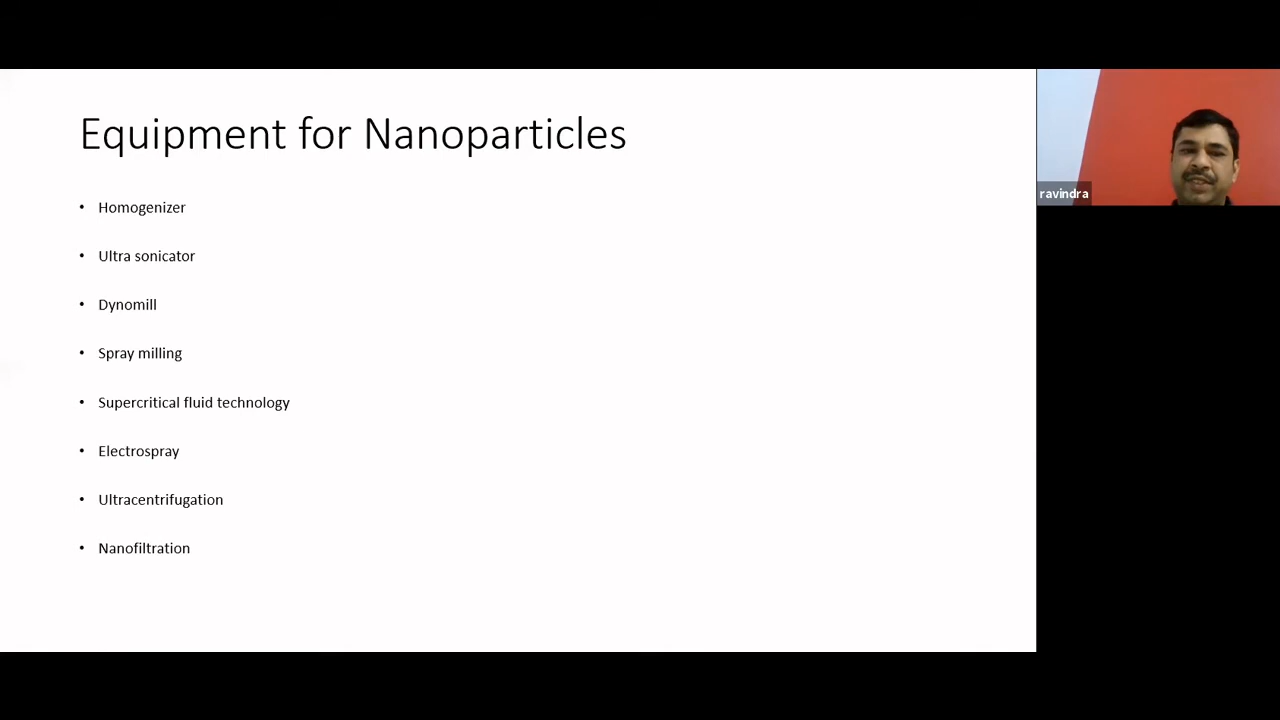 Equipment for Nanoparticles
• Homogenizer
• Ultra sonicator
• Dynomill
• Spray milling
• Supercritical fluid technology
• Electrospray
• Ultracentrifugation
• Nanofiltration
ravindra